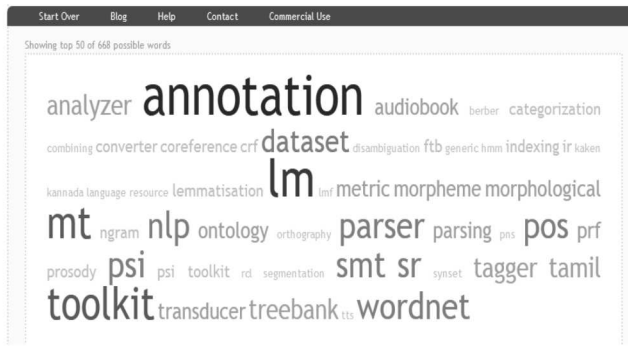 Start Over Blog Help Contact Commercial Use
Showing top 50 of 668 possible words
analyzer annotation audiobook berber categorization
combining converter coreference crf dataset disambiguation ftb generic hmm indexing ir kaken
kannada language resource lemmatisation lm lmf metric morpheme morphological
mt ngram nlp ontology orthography parser parsing pns pos prf
prosody psi psi toolkit rd segmentation smt sr synset tagger tamil
toolkit transducer treebank tts wordnet